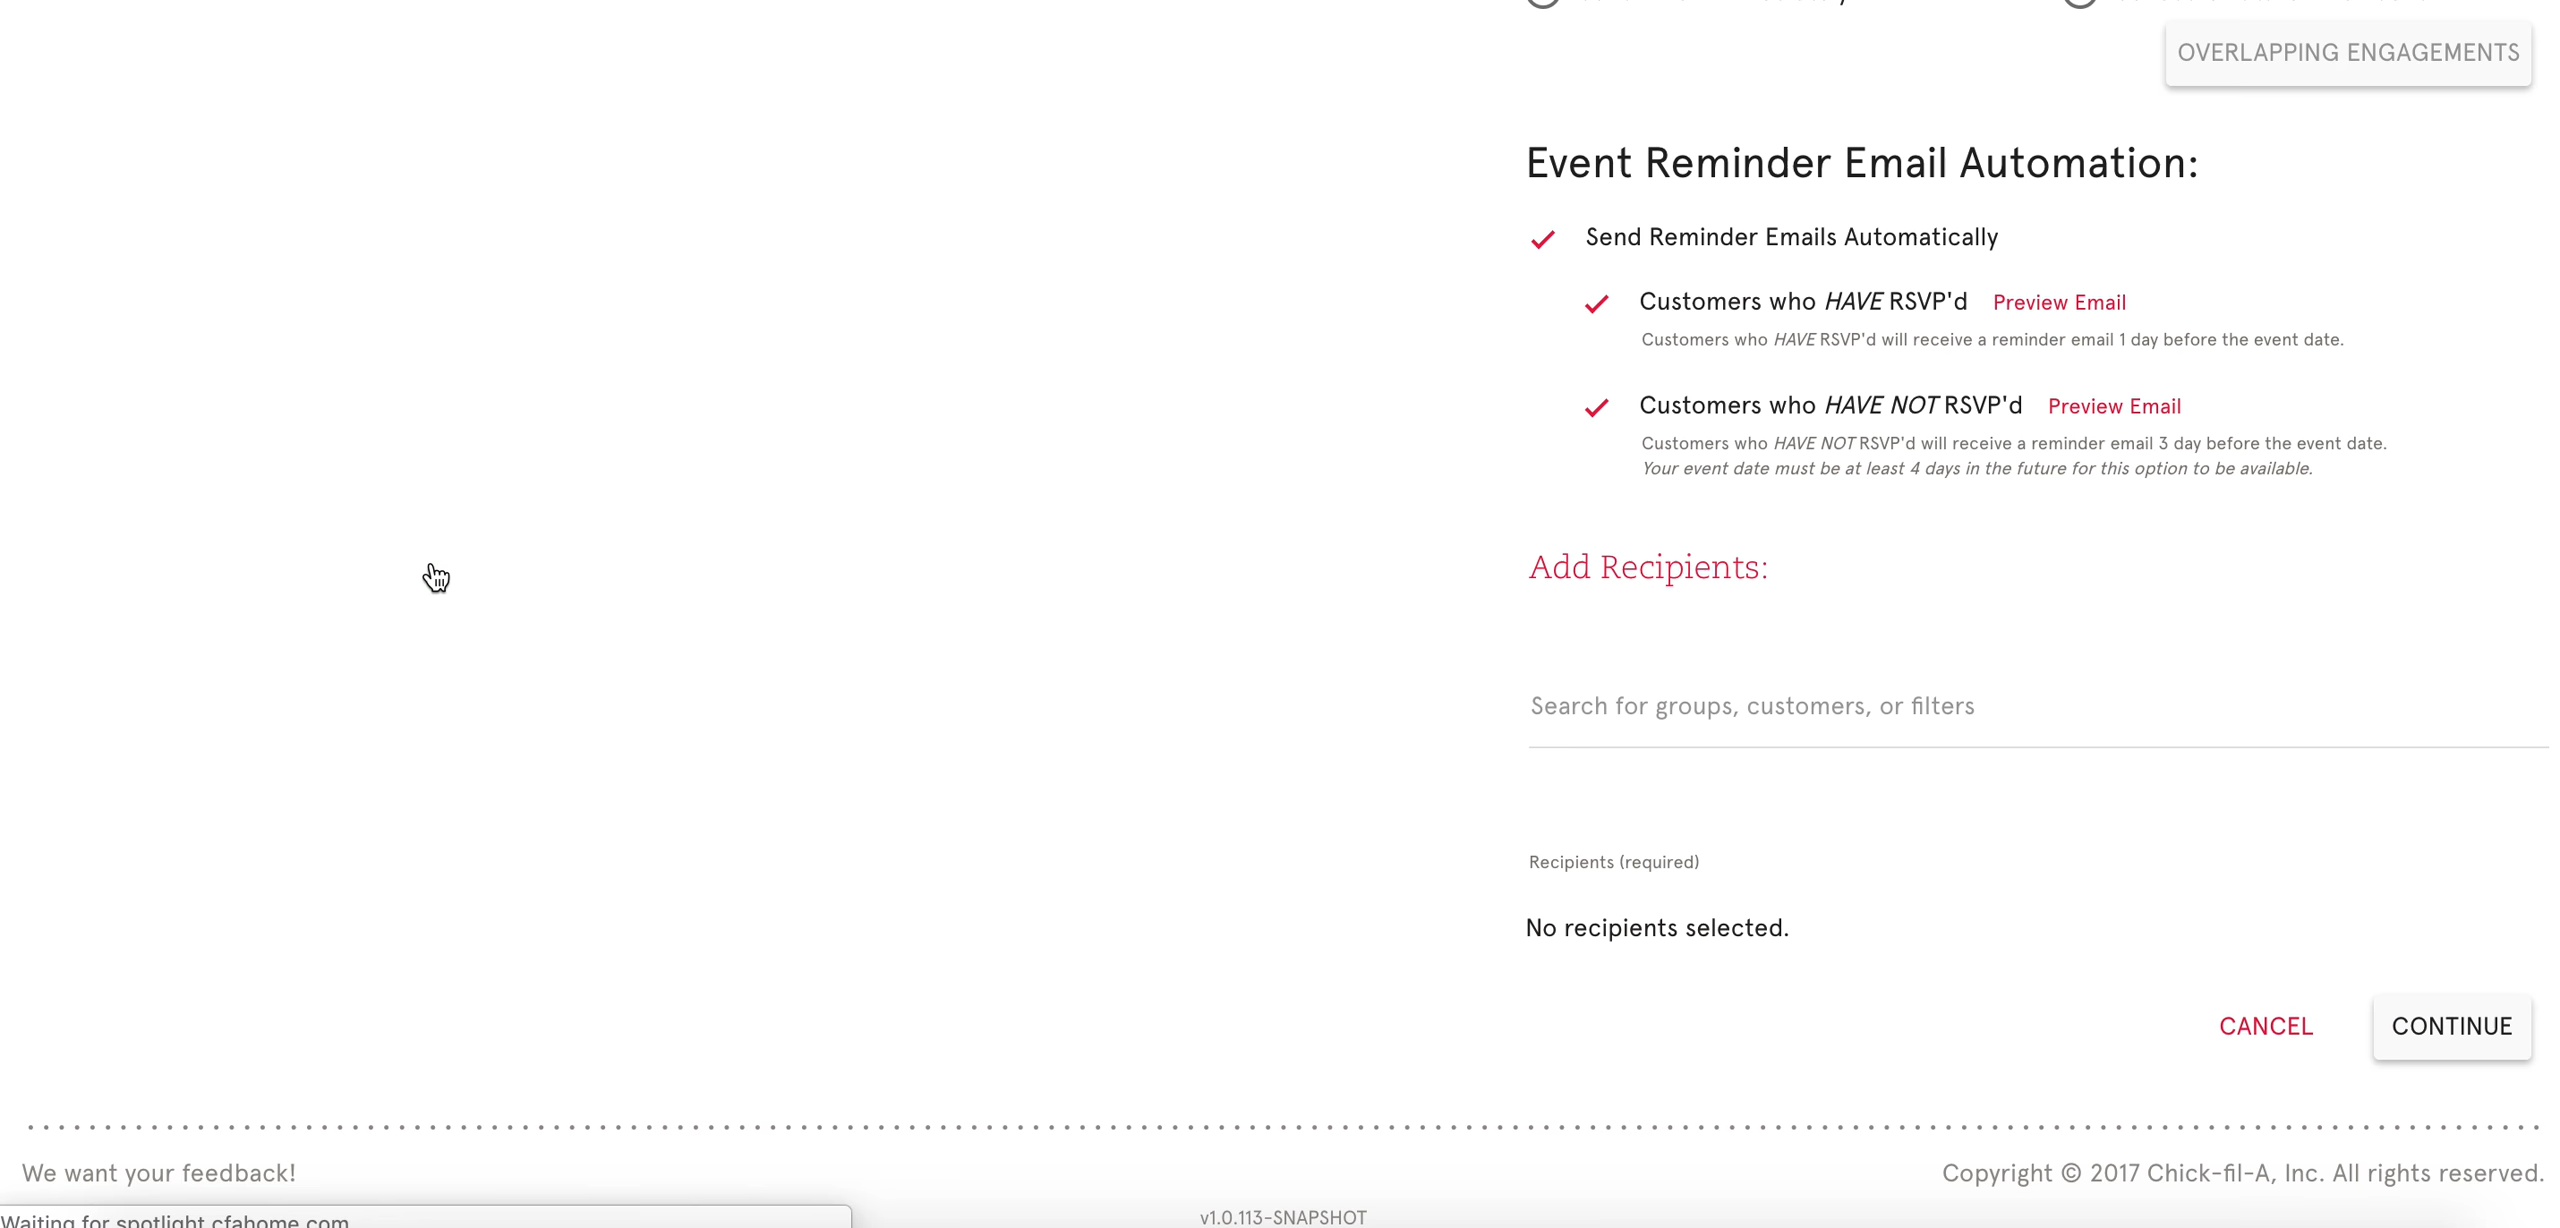 OVERLAPPING ENGAGEMENTS
Event Reminder Email Automation:
Send Reminder Emails Automatically
Customers who HAVE RSVP'd Preview Email
Customers who HAVE RSVP'd will receive a reminder email 1 day before the event date.
Customers who HAVE NOT RSVP'd Preview Email
Customers who HAVE NOT RSVP'd will receive a reminder email 3 day before the event date.
Your event date must be at least 4 days in the future for this option to be available.
Add Recipients:
Search for groups, customers, or filters
Recipients (required)
No recipients selected.
CANCEL CONTINUE
We want your feedback! Copyright © 2017 Chick-fil-A, Inc. All rights reserved.
Waiting for spotlight.cfahome.com
v1.0.113-SNAPSHOT